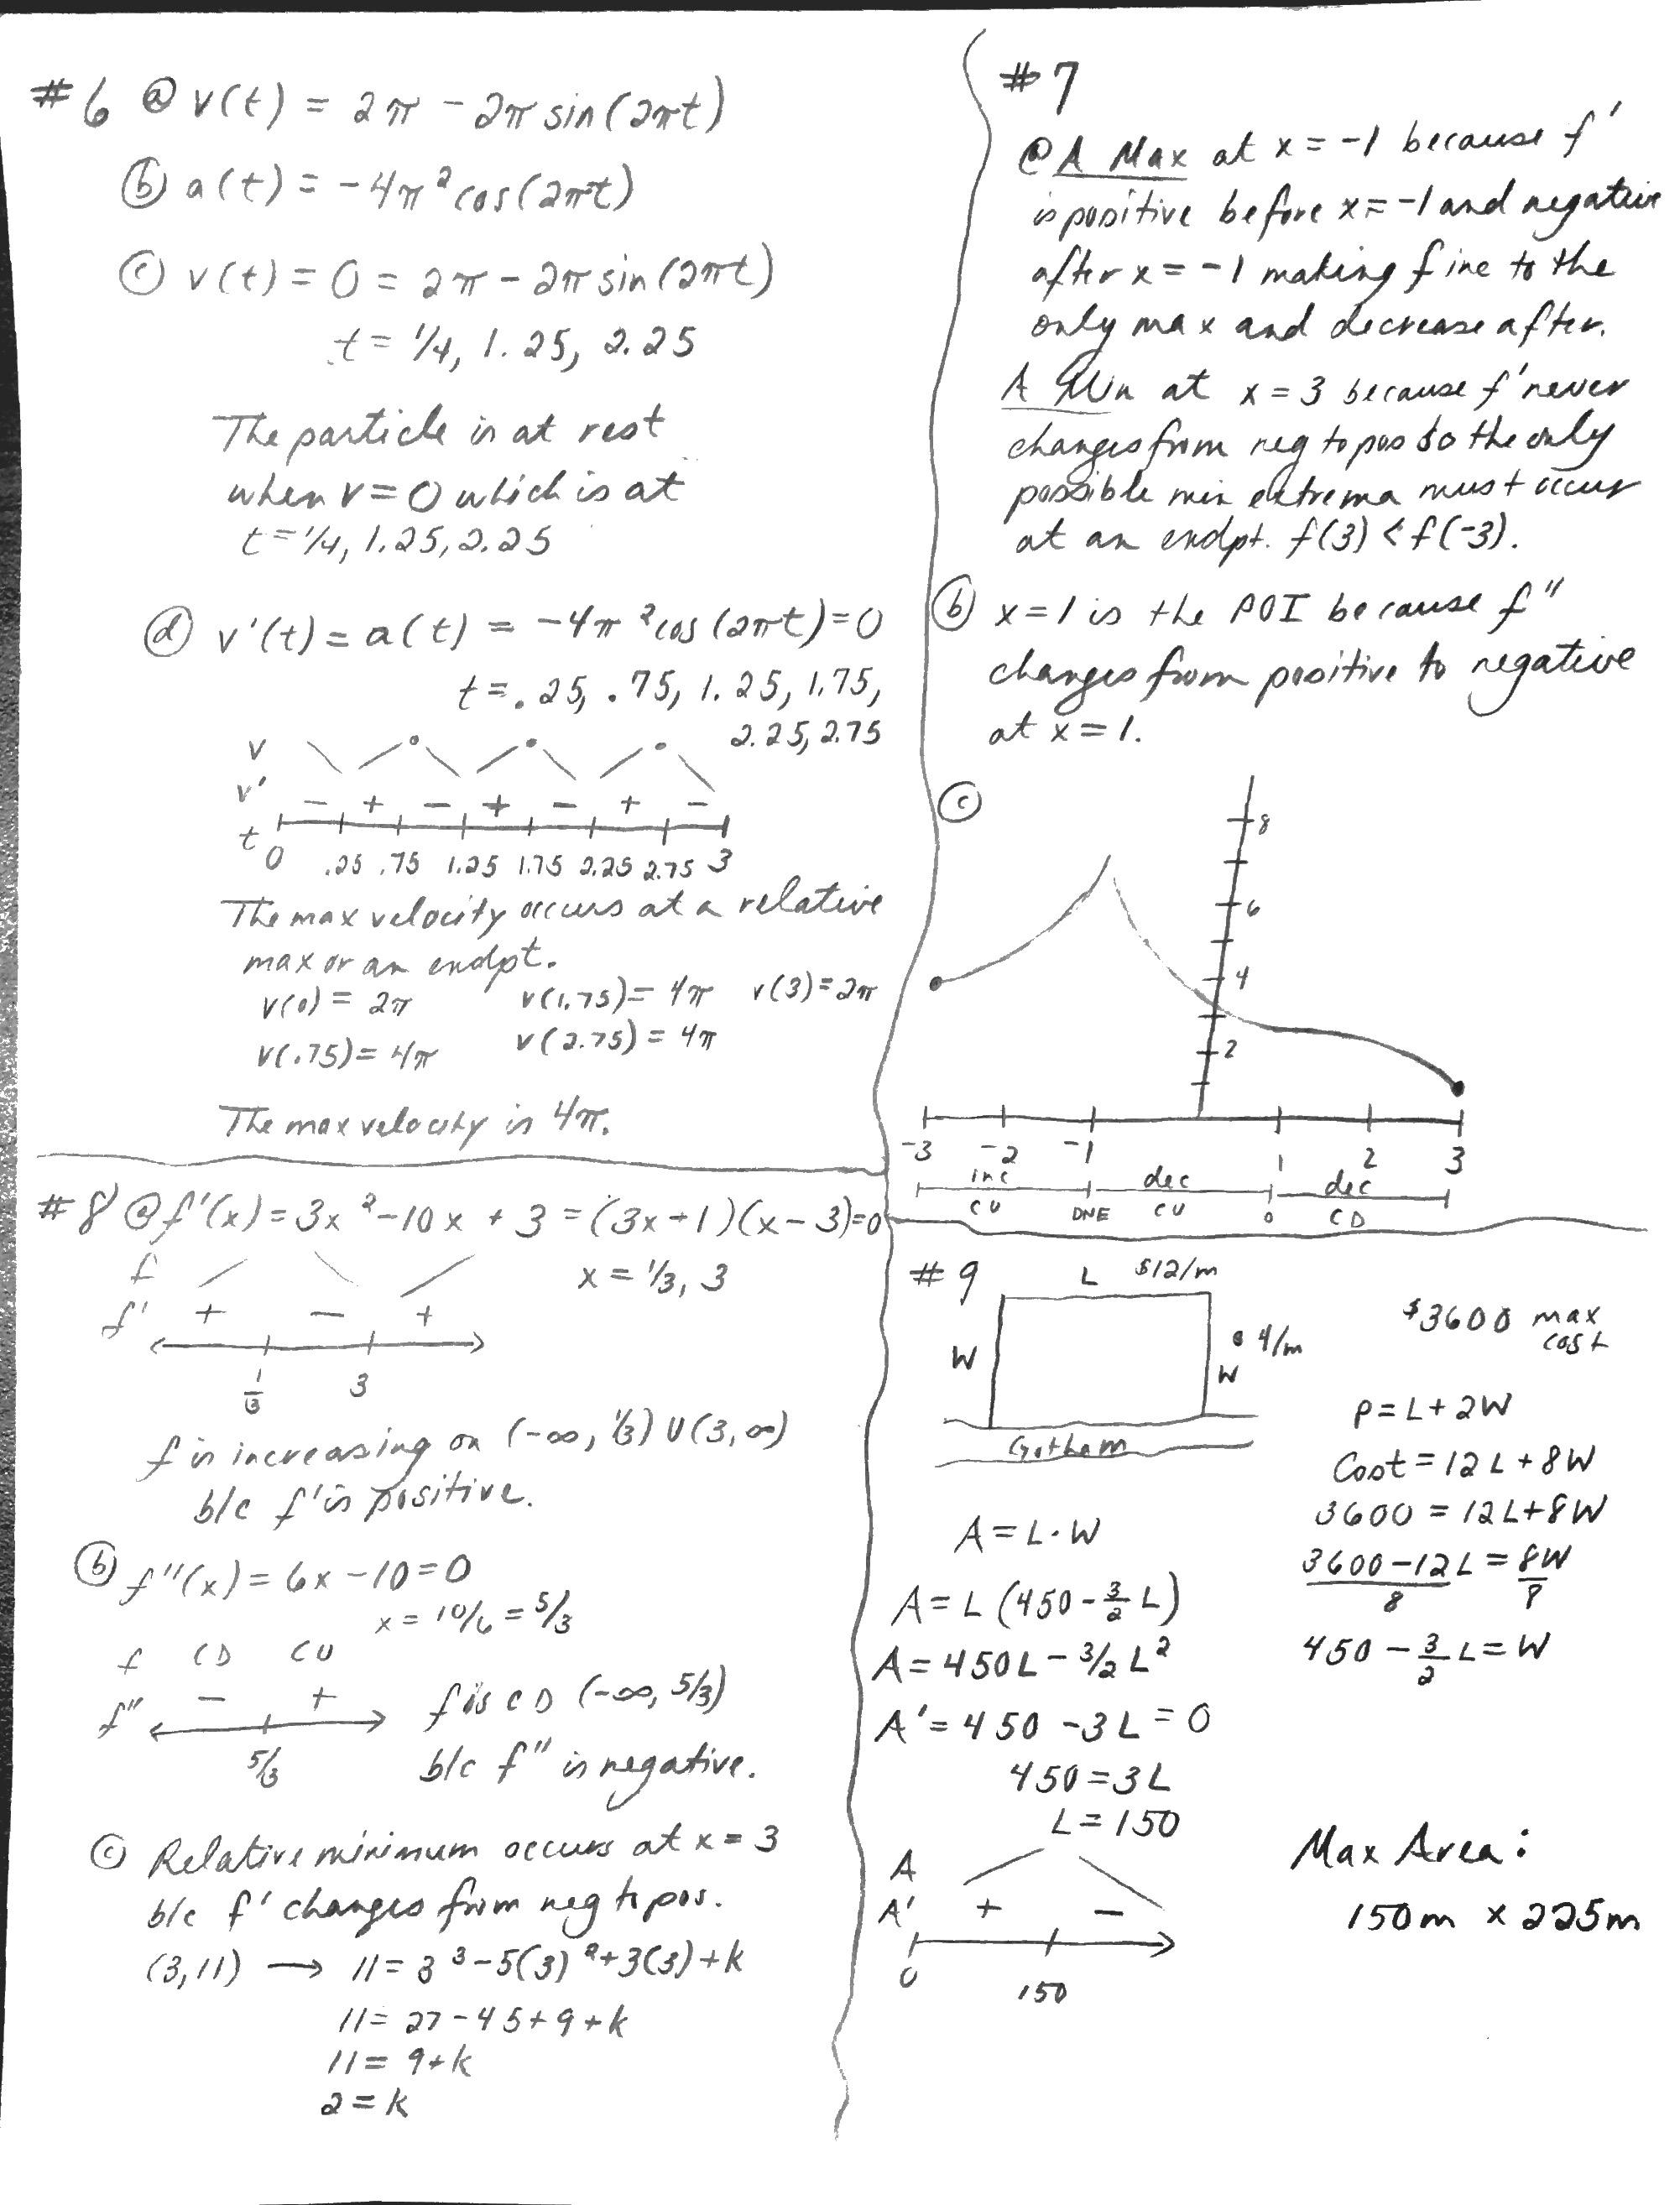 #6 ⓐ v(t) = 2π - 2π sin(2πt)
ⓑ a(t) = -4π² cos(2πt)
ⓒ v(t) = 0 = 2π - 2π sin(2πt)
t = 1/4, 1.25, 2.25
The particle is at rest
when v = 0 which is at
t = 1/4, 1.25, 2.25
ⓓ v'(t) = a(t) = -4π² cos(2πt) = 0
t = .25, .75, 1.25, 1.75,
2.25, 2.75
v
v' - + - + - + -
t
0 .25 .75 1.25 1.75 2.25 2.75 3
The max velocity occurs at a relative
max or an endpt.
v(0) = 2π v(1.75) = 4π v(3) = 2π
v(.75) = 4π v(2.75) = 4π
The max velocity is 4π.
#7
ⓐ A Max at x = -1 because f'
is positive before x = -1 and negative
after x = -1 making f inc to the
only max and decrease after.
A Min at x = 3 because f' never
changes from neg to pos so the only
possible min extrema must occur
at an endpt. f(3) < f(-3).
ⓑ x = 1 is the POI because f"
changes from positive to negative
at x = 1.
ⓒ
8
6
4
2
-3 -2 -1 1 2 3
inc dec dec
CU DNE CU 0 CD
#8 ⓐ f'(x) = 3x² - 10x + 3 = (3x-1)(x-3) = 0
f x = 1/3, 3
f' + - +
1/3 3
f is increasing on (-∞, 1/3) U (3, ∞)
b/c f' is positive.
ⓑ f"(x) = 6x - 10 = 0
x = 10/6 = 5/3
f CD CU
f" - + f is CD (-∞, 5/3)
5/3 b/c f" is negative.
ⓒ Relative minimum occurs at x = 3
b/c f' changes from neg to pos.
(3,11) → 11 = 3³ - 5(3)² + 3(3) + k
11 = 27 - 45 + 9 + k
11 = 9 + k
2 = k
#9 L $12/m
$3600 max
cost
W 4/m
W
Gotham
P = L + 2W
Cost = 12L + 8W
3600 = 12L + 8W
3600 - 12L = 8W
8 8
450 - 3/2 L = W
A = L · W
A = L (450 - 3/2 L)
A = 450L - 3/2 L²
A' = 450 - 3L = 0
450 = 3L
L = 150
A
A' + -
0 150
Max Area:
150m x 225m